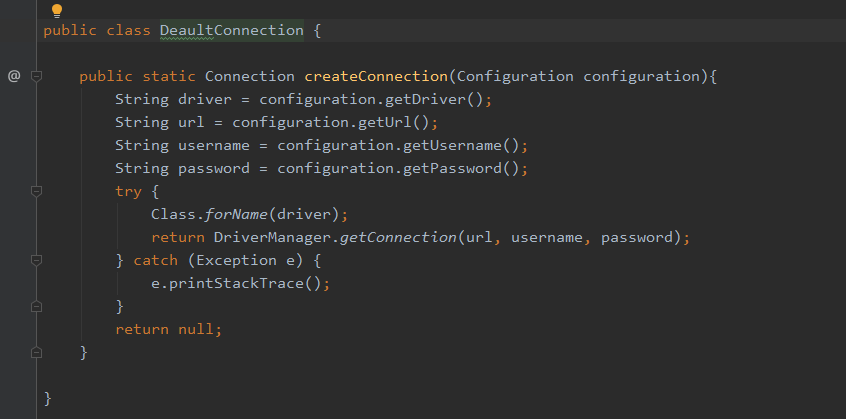 public class DeaultConnection {
@ public static Connection createConnection(Configuration configuration){
String driver = configuration.getDriver();
String url = configuration.getUrl();
String username = configuration.getUsername();
String password = configuration.getPassword();
try {
Class.forName(driver);
return DriverManager.getConnection(url, username, password);
} catch (Exception e) {
e.printStackTrace();
}
return null;
}
}